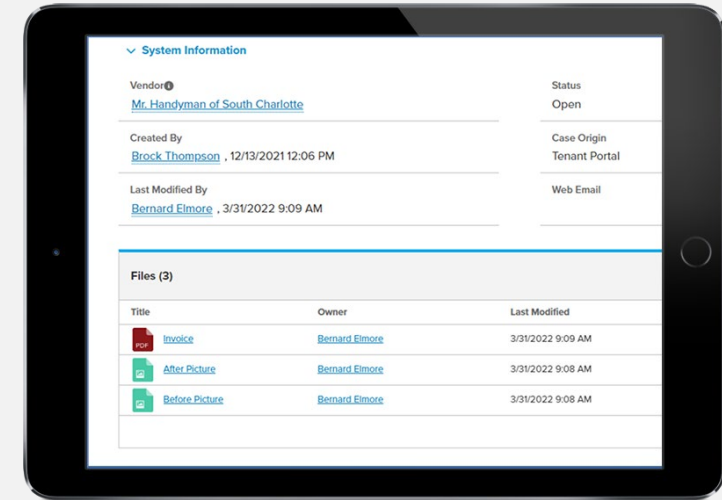 System Information
Vendor
Status
Mr. Handyman of South Charlotte
Open
Created By
Case Origin
Brock Thompson , 12/13/2021 12:06 PM
Tenant Portal
Last Modified By
Web Email
Bernard Elmore , 3/31/2022 9:09 AM
Files (3)
Title Owner Last Modified
PDF Invoice Bernard Elmore 3/31/2022 9:09 AM
After Picture Bernard Elmore 3/31/2022 9:08 AM
Before Picture Bernard Elmore 3/31/2022 9:08 AM